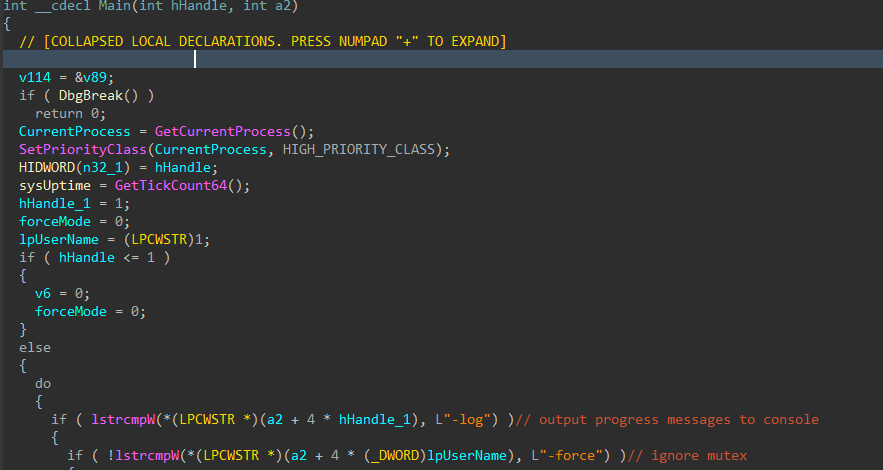 int __cdecl Main(int hHandle, int a2)
{
// [COLLAPSED LOCAL DECLARATIONS. PRESS NUMPAD "+" TO EXPAND]
v114 = &v89;
if ( DbgBreak() )
return 0;
CurrentProcess = GetCurrentProcess();
SetPriorityClass(CurrentProcess, HIGH_PRIORITY_CLASS);
HIDWORD(n32_1) = hHandle;
sysUptime = GetTickCount64();
hHandle_1 = 1;
forceMode = 0;
lpUserName = (LPCWSTR)1;
if ( hHandle <= 1 )
{
v6 = 0;
forceMode = 0;
}
else
{
do
{
if ( lstrcmpW(*(LPCWSTR *)(a2 + 4 * hHandle_1), L"-log") )// output progress messages to console
{
if ( !lstrcmpW(*(LPCWSTR *)(a2 + 4 * (_DWORD)lpUserName), L"-force") )// ignore mutex